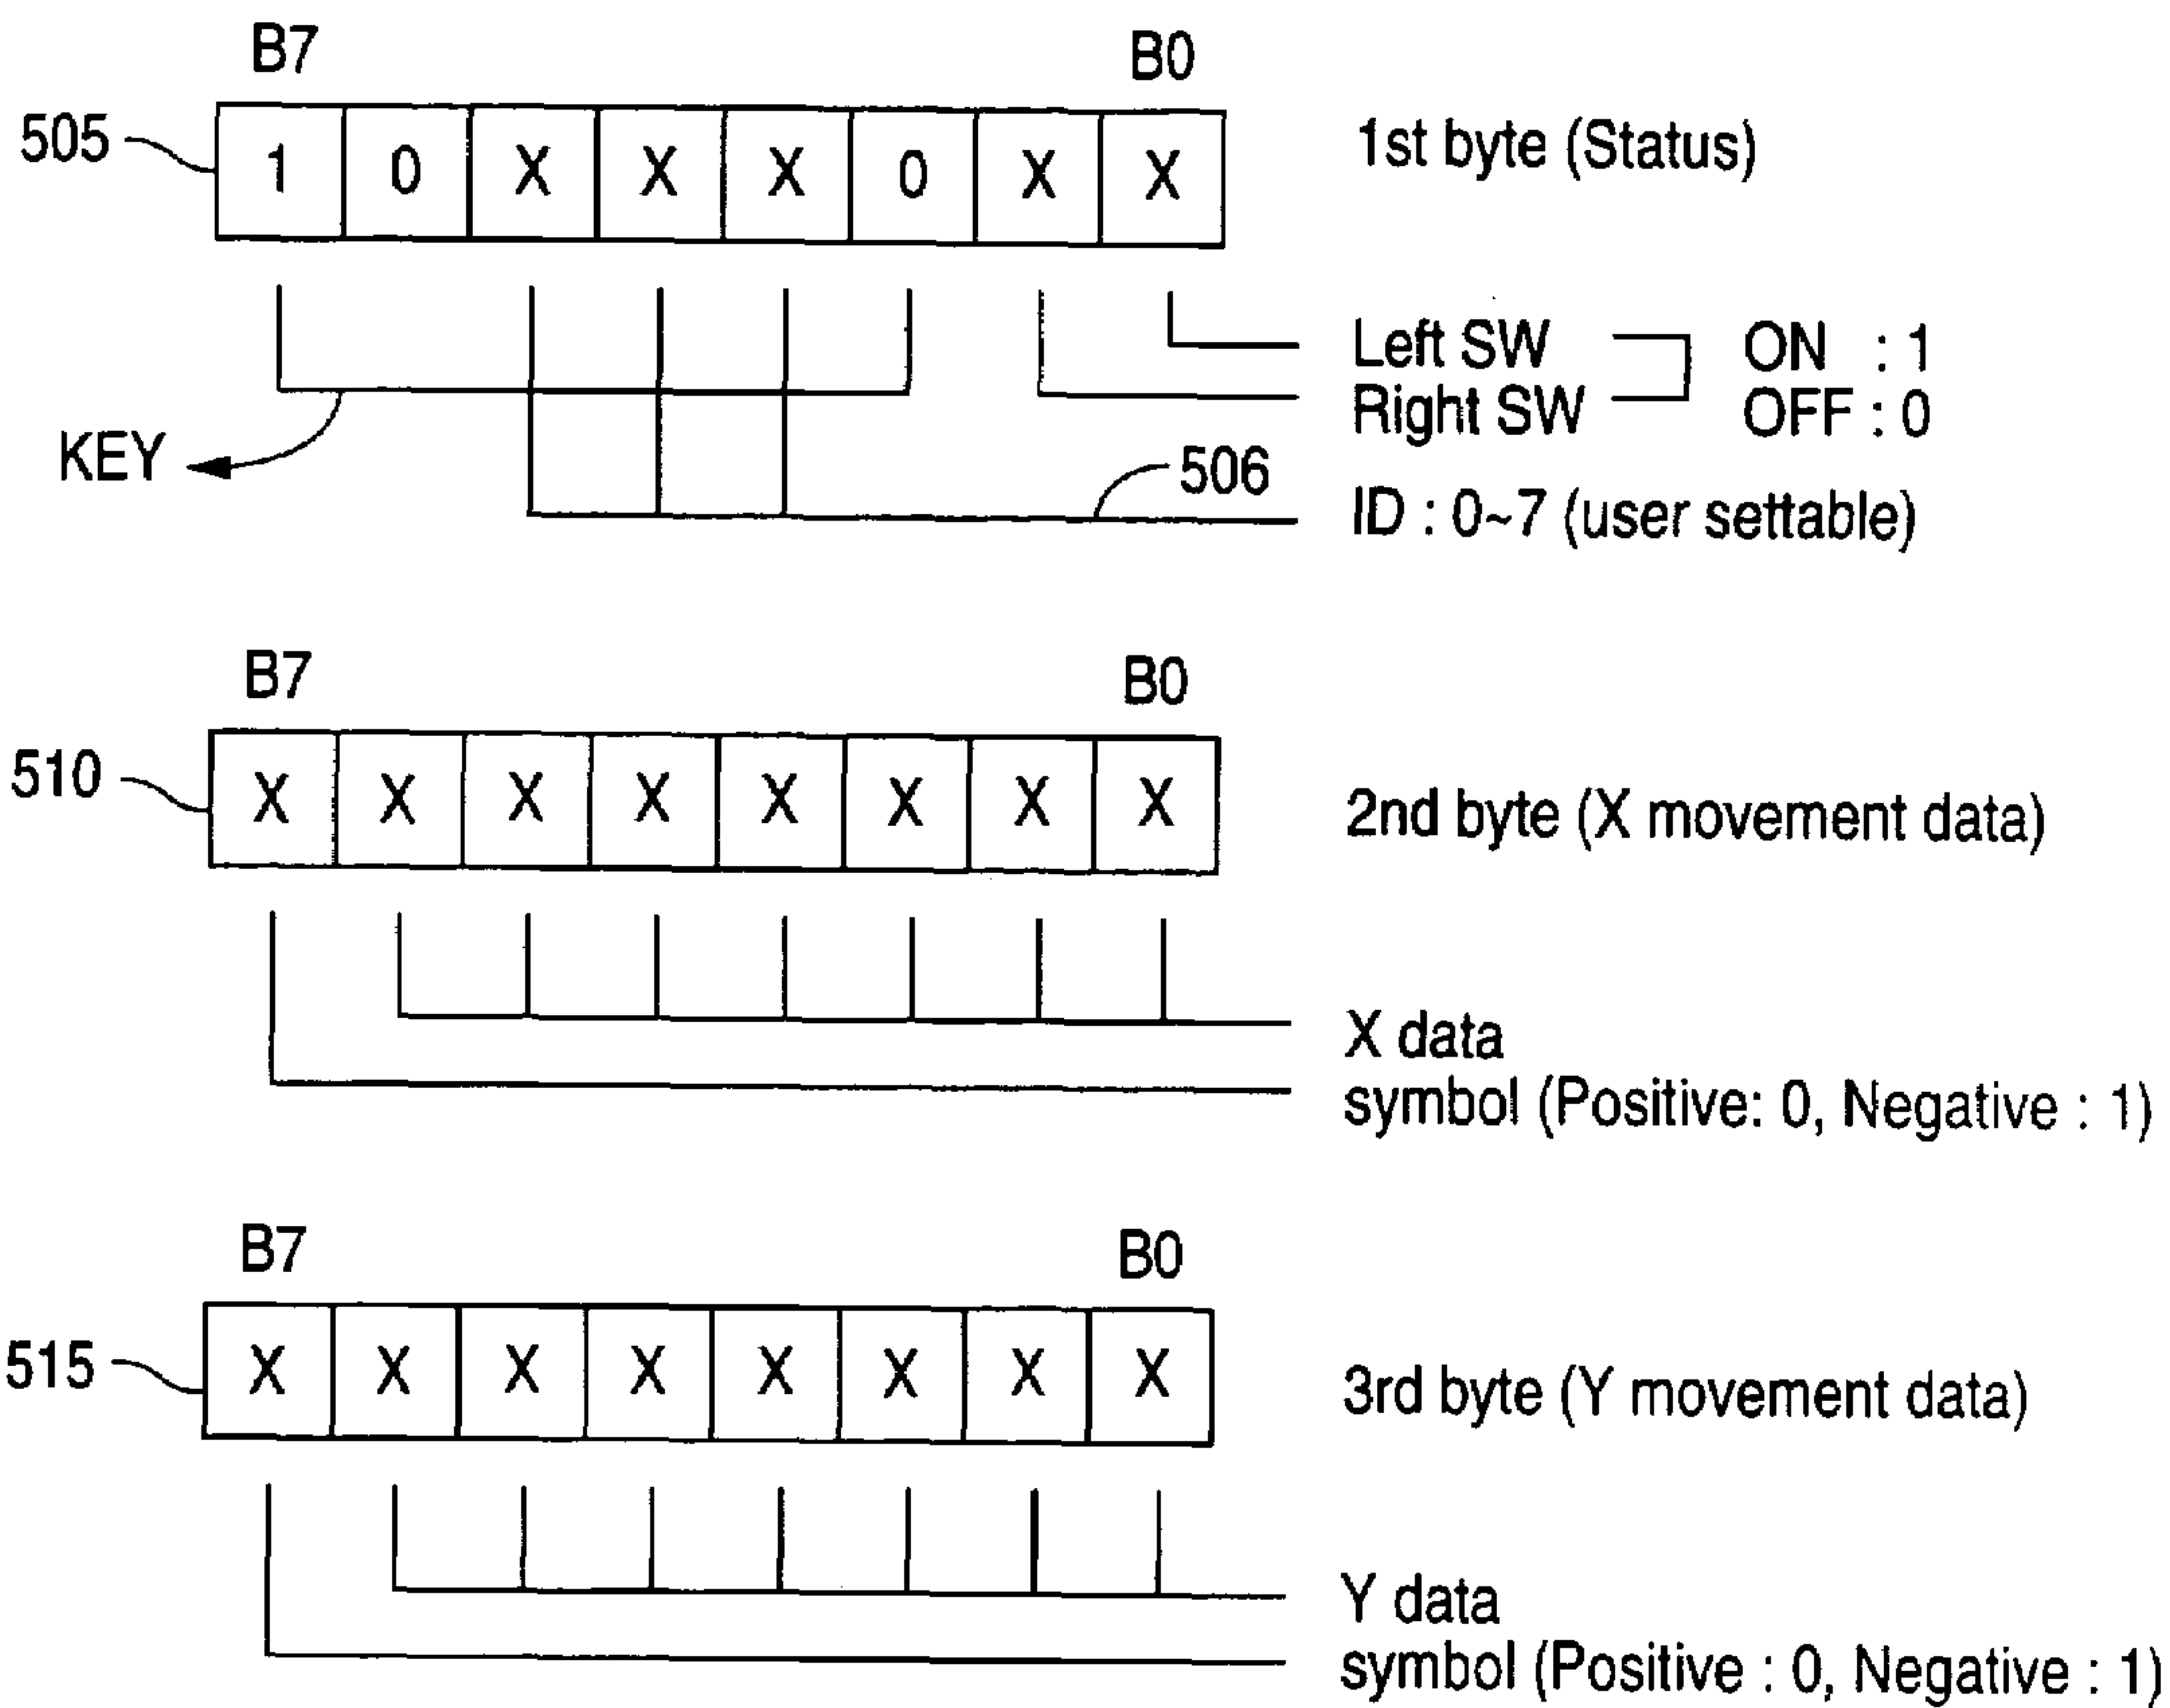 B7 B0
505 1 0 X X X 0 X X 1st byte (Status)
Left SW ON : 1
Right SW OFF : 0
KEY
506
ID : 0~7 (user settable)
B7 B0
510 X X X X X X X X 2nd byte (X movement data)
X data
symbol (Positive: 0, Negative : 1)
B7 B0
515 X X X X X X X X 3rd byte (Y movement data)
Y data
symbol (Positive : 0, Negative : 1)